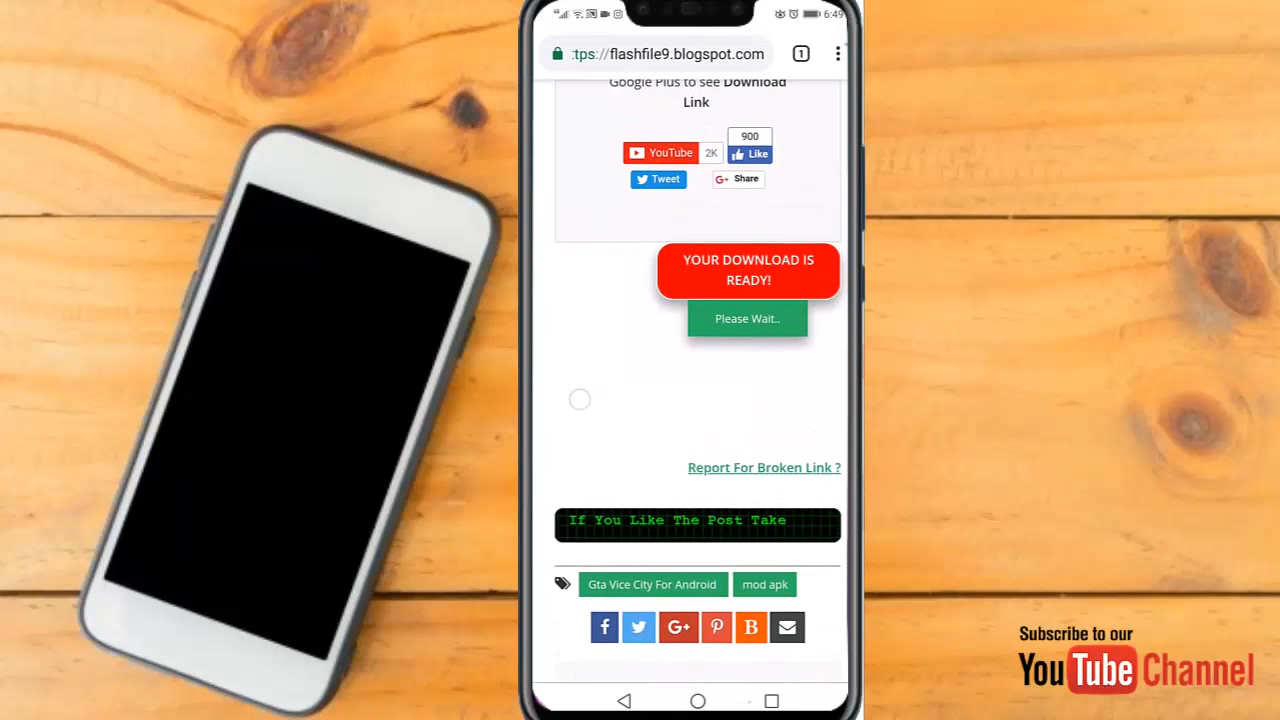 6:49
tps://flashfile9.blogspot.com
1
Google Plus to see Download
Link
900
YouTube 2K Like
Tweet Share
YOUR DOWNLOAD IS
READY!
Please Wait..
Report For Broken Link ?
If You Like The Post Take
Gta Vice City For Android mod apk
f G+ B
Subscribe to our
YouTube Channel